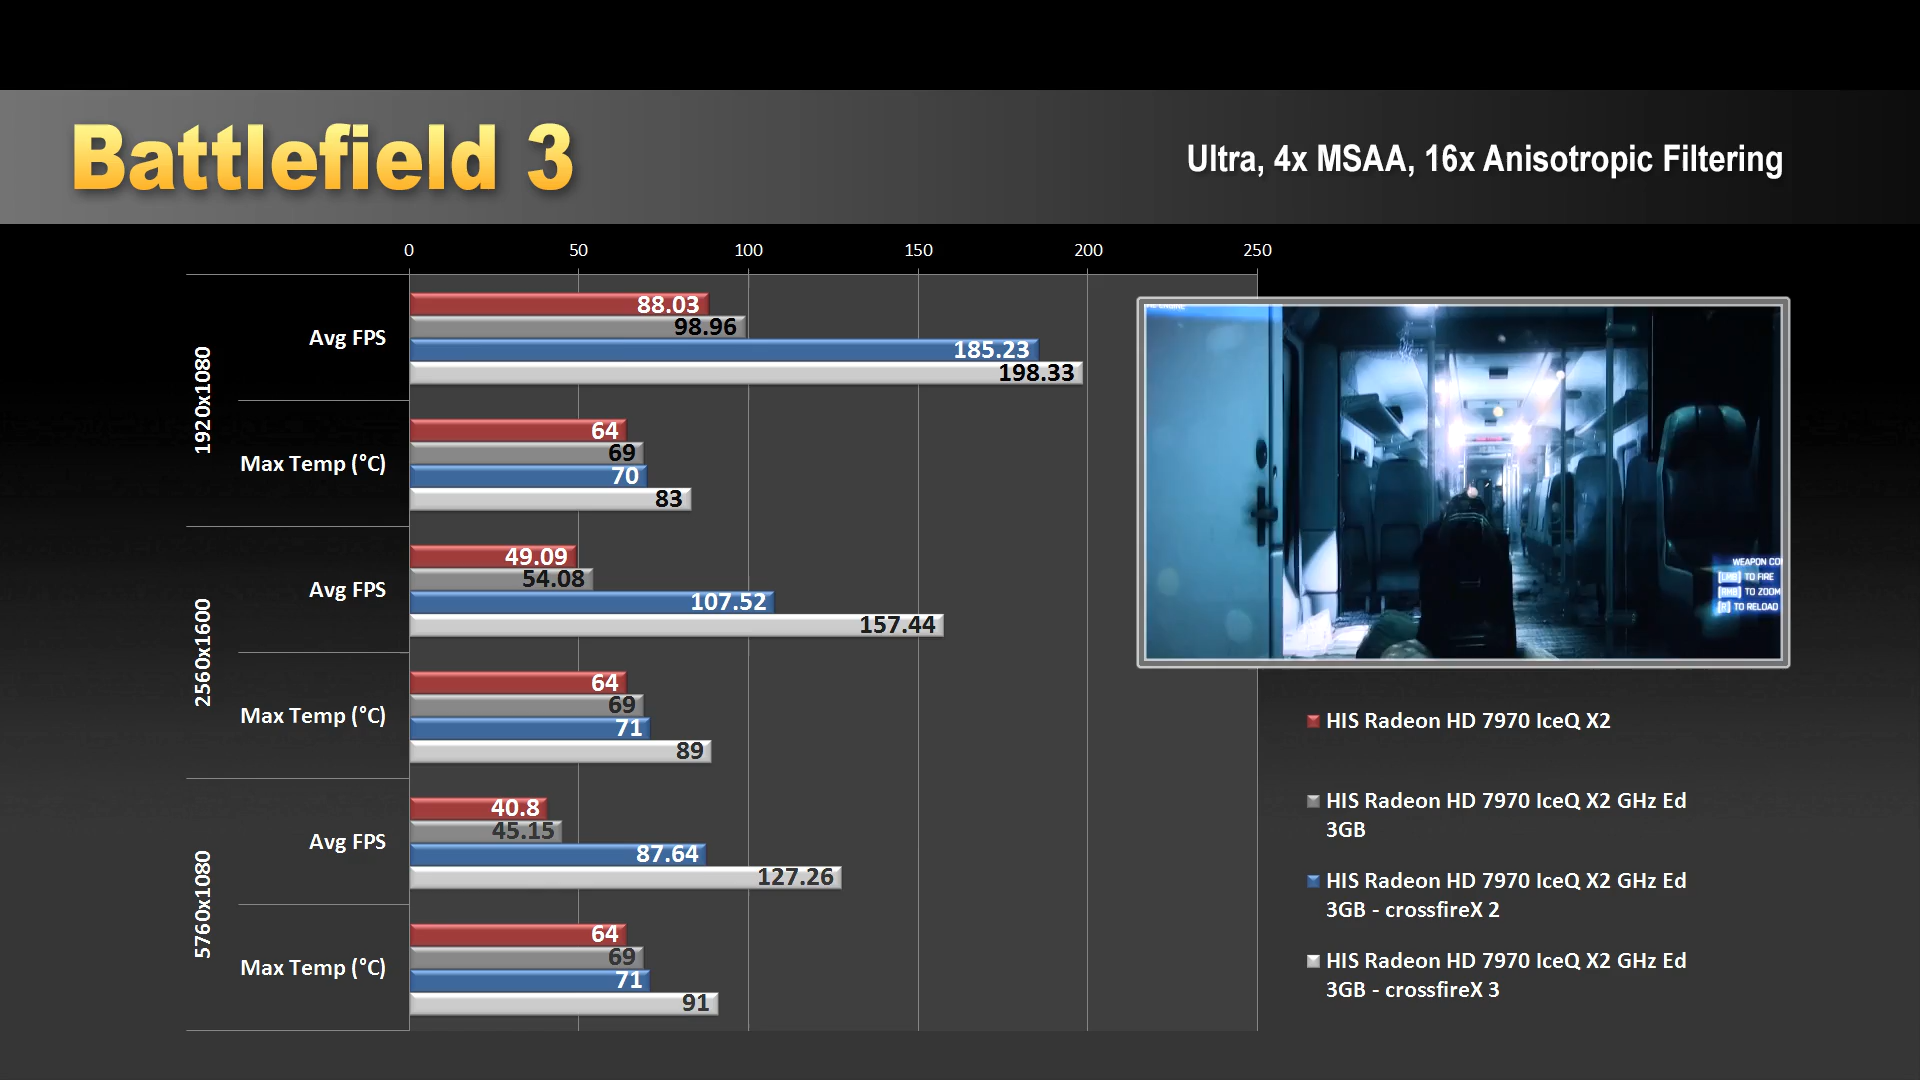 Battlefield 3
Ultra, 4x MSAA, 16x Anisotropic Filtering
0 50 100 150 200 250
1920x1080
Avg FPS
88.03
98.96
185.23
198.33
Max Temp (°C)
64
69
70
83
2560x1600
Avg FPS
49.09
54.08
107.52
157.44
Max Temp (°C)
64
69
71
89
5760x1080
Avg FPS
40.8
45.15
87.64
127.26
Max Temp (°C)
64
69
71
91
WEAPON CO
[LMB] TO FIRE
[RMB] TO ZOOM
[R] TO RELOAD
HIS Radeon HD 7970 IceQ X2
HIS Radeon HD 7970 IceQ X2 GHz Ed
3GB
HIS Radeon HD 7970 IceQ X2 GHz Ed
3GB - crossfireX 2
HIS Radeon HD 7970 IceQ X2 GHz Ed
3GB - crossfireX 3